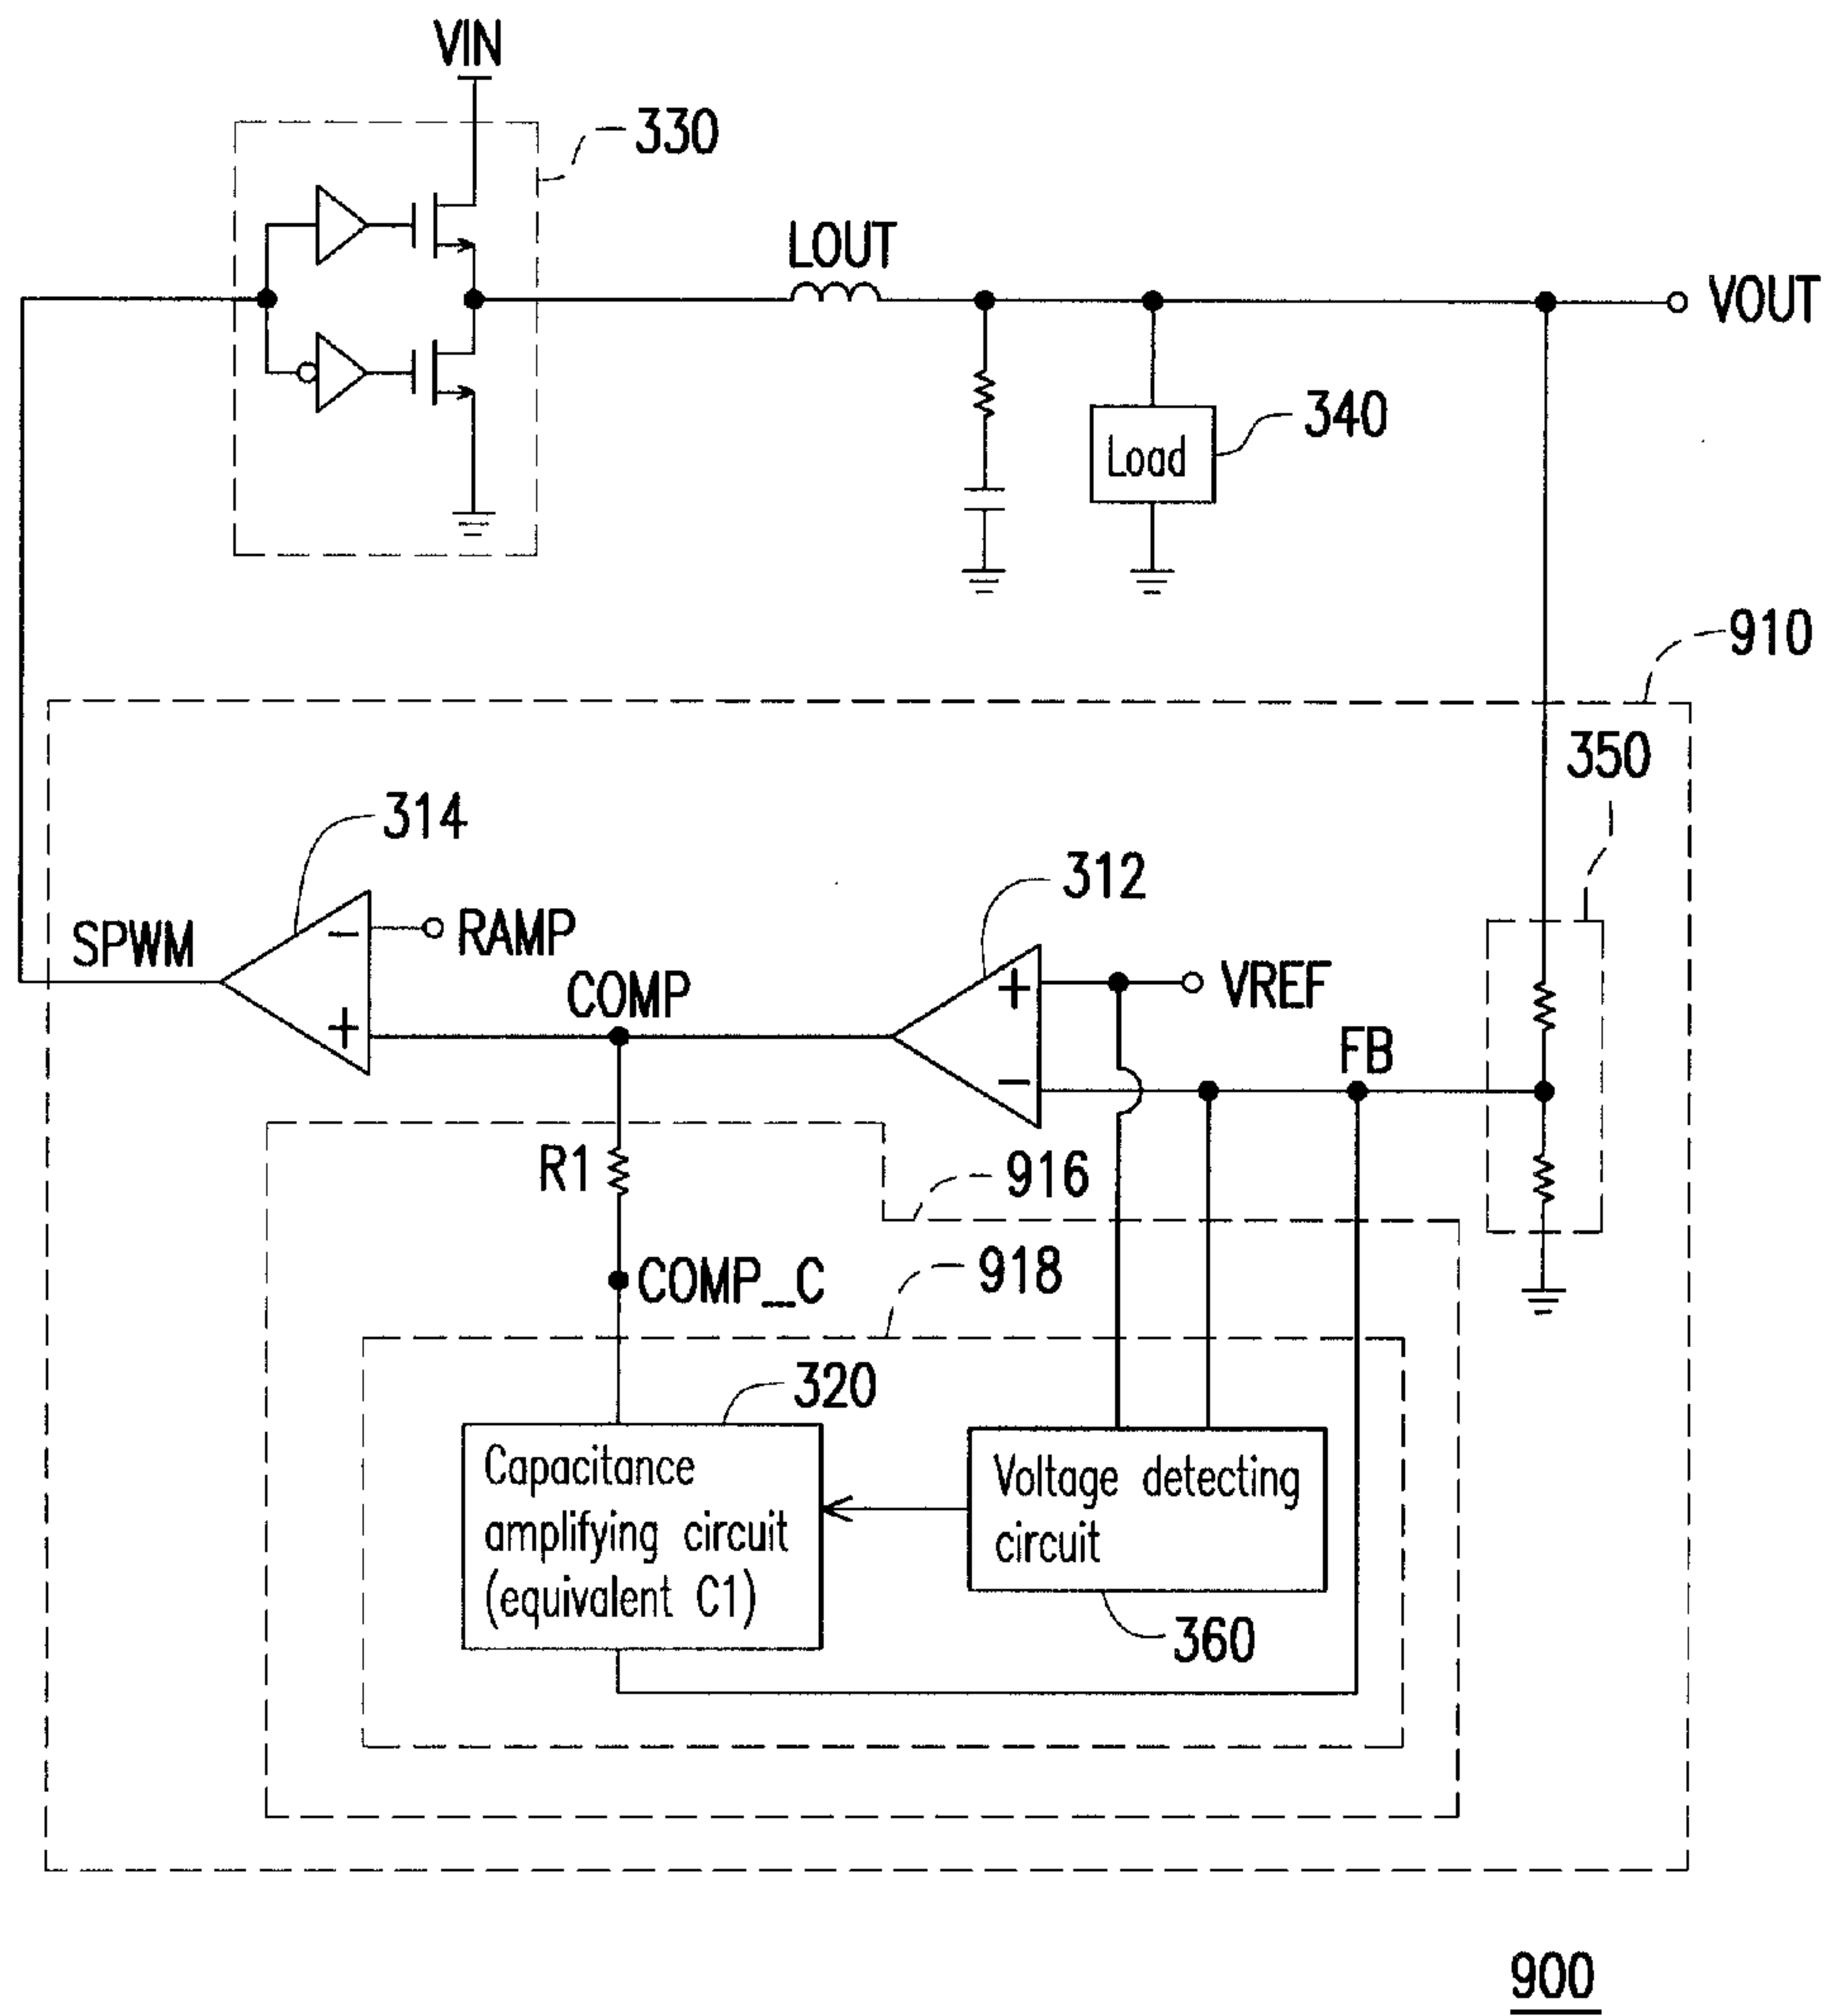 VIN
330
LOUT
VOUT
340
Load
910
350
314
312
SPWM
− RAMP
+ VREF
COMP
+
−
FB
R1
916
COMP_C
918
320
Capacitance
amplifying circuit
(equivalent C1)
Voltage detecting
circuit
360
900